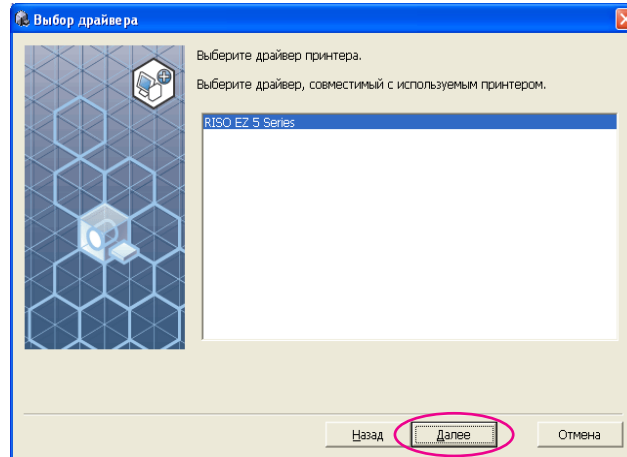 Выбор драйвера
Выберите драйвер принтера.
Выберите драйвер, совместимый с используемым принтером.
RISO EZ 5 Series
Назад
Далее
Отмена